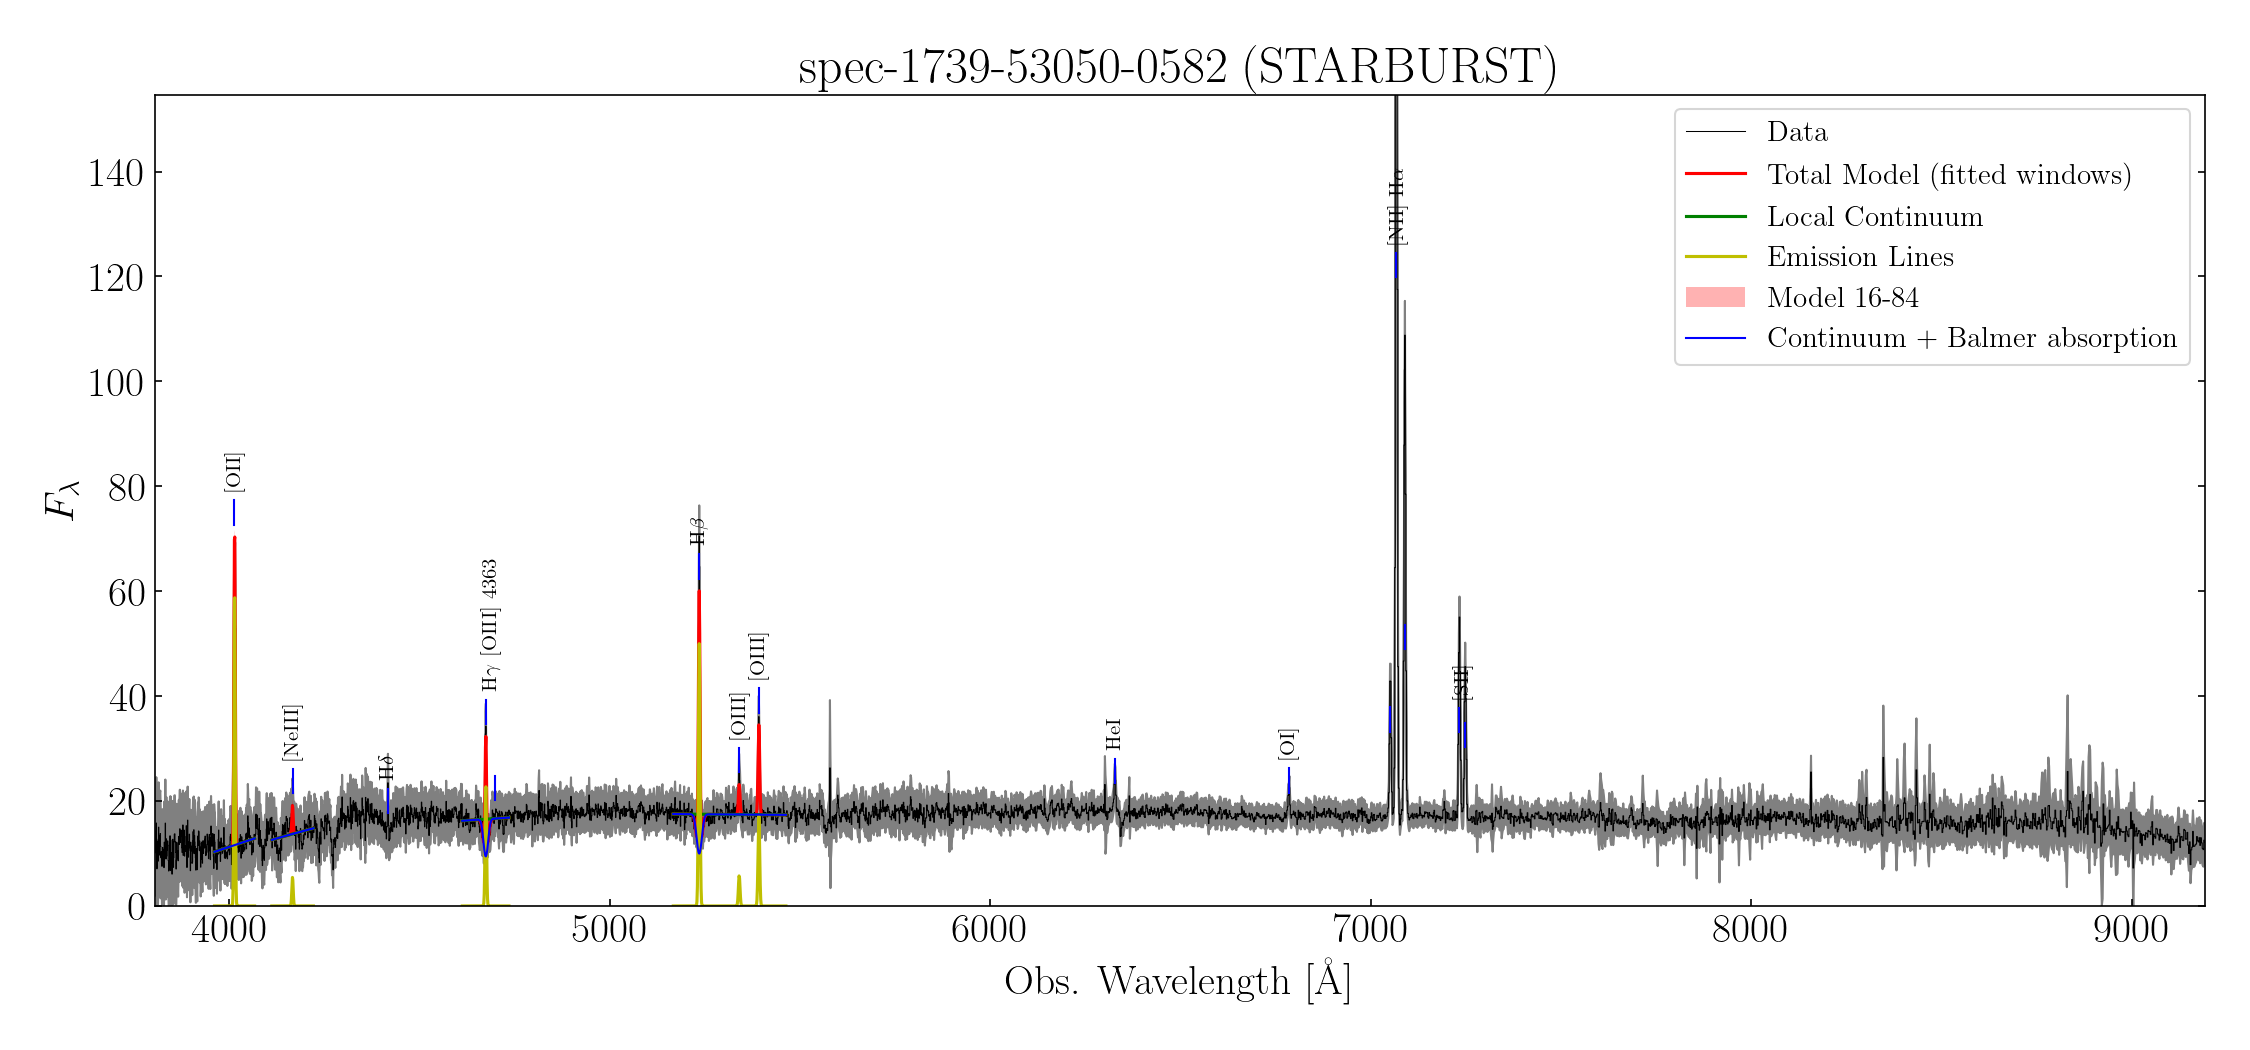 spec-1739-53050-0582 (STARBURST)
Data
Total Model (fitted windows)
Local Continuum
Emission Lines
Model 16-84
Continuum + Balmer absorption
140
120
100
80
60
40
20
0
Fλ
[OII]
[NeIII]
Hδ
Hγ [OIII] 4363
Hβ
[OIII]
[OIII]
HeI
[OI]
[NII] Hα
[SII]
4000 5000 6000 7000 8000 9000
Obs. Wavelength [Å]